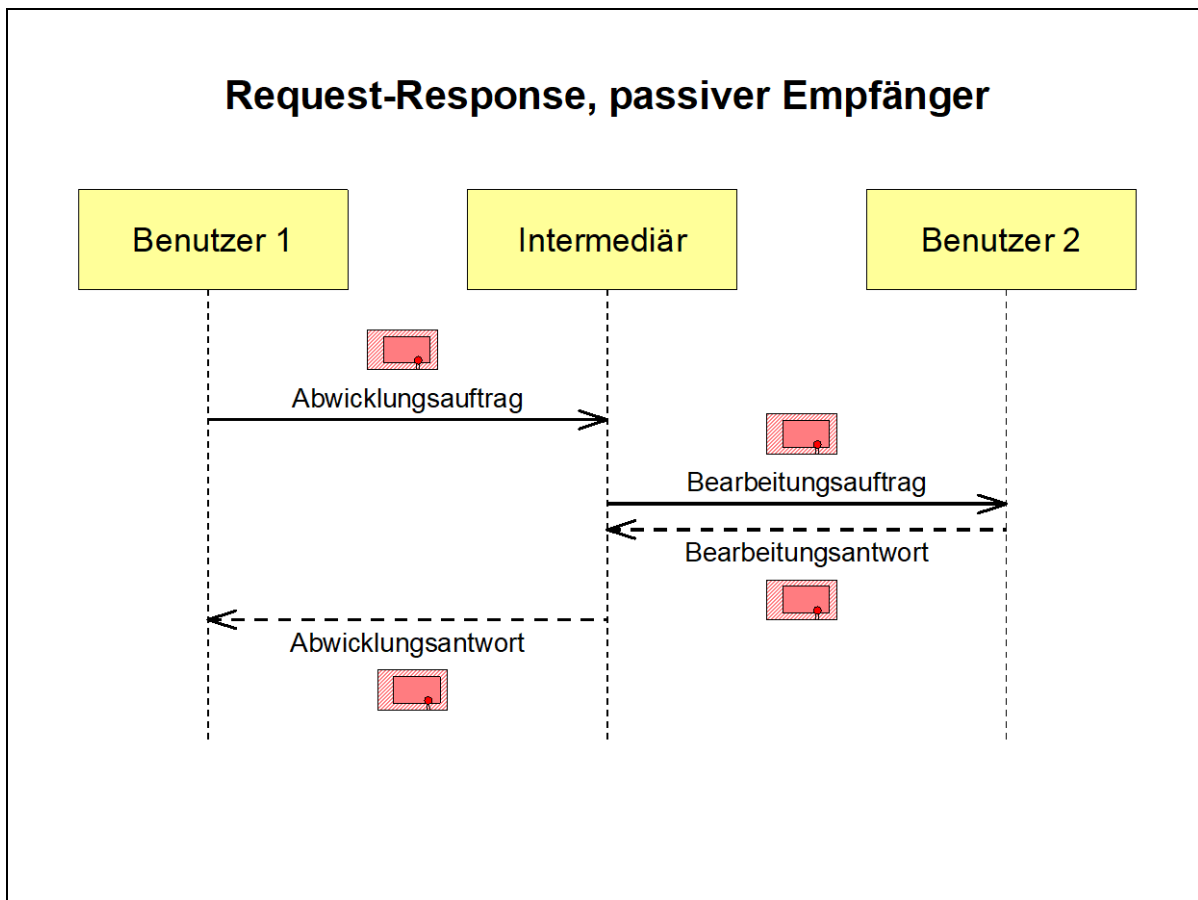 Request-Response, passiver Empfänger
Benutzer 1
Intermediär
Benutzer 2
Abwicklungsauftrag
Bearbeitungsauftrag
Bearbeitungsantwort
Abwicklungsantwort